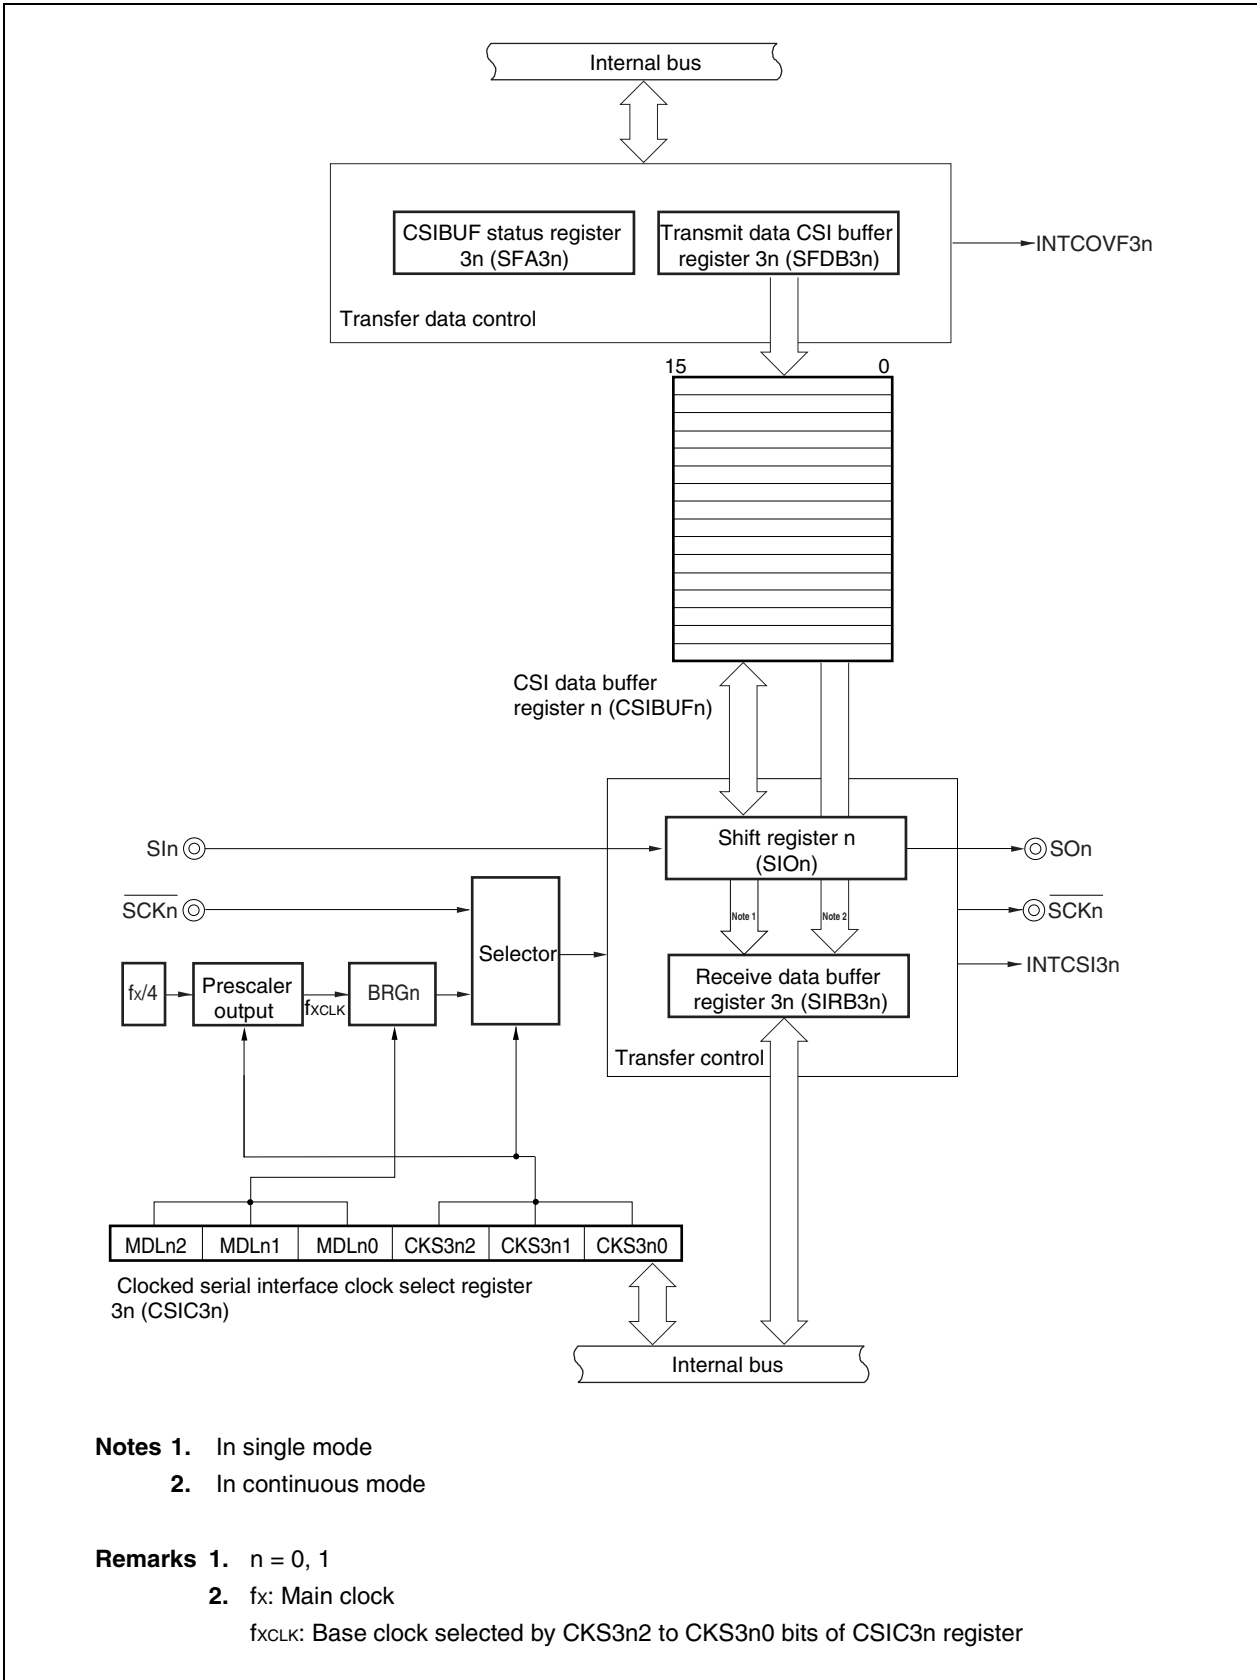 Internal bus
CSIBUF status register
3n (SFA3n)
Transmit data CSI buffer
register 3n (SFDB3n)
INTCOVF3n
Transfer data control
15 0
CSI data buffer
register n (CSIBUFn)
SIn
Shift register n
(SIOn)
SOn
SCKn
Selector
Note 1
Note 2
SCKn
INTCSI3n
fx/4
Prescaler
output
fXCLK
BRGn
Receive data buffer
register 3n (SIRB3n)
Transfer control
MDLn2 MDLn1 MDLn0 CKS3n2 CKS3n1 CKS3n0
Clocked serial interface clock select register
3n (CSIC3n)
Internal bus
Notes 1. In single mode
2. In continuous mode
Remarks 1. n = 0, 1
2. fx: Main clock
fXCLK: Base clock selected by CKS3n2 to CKS3n0 bits of CSIC3n register